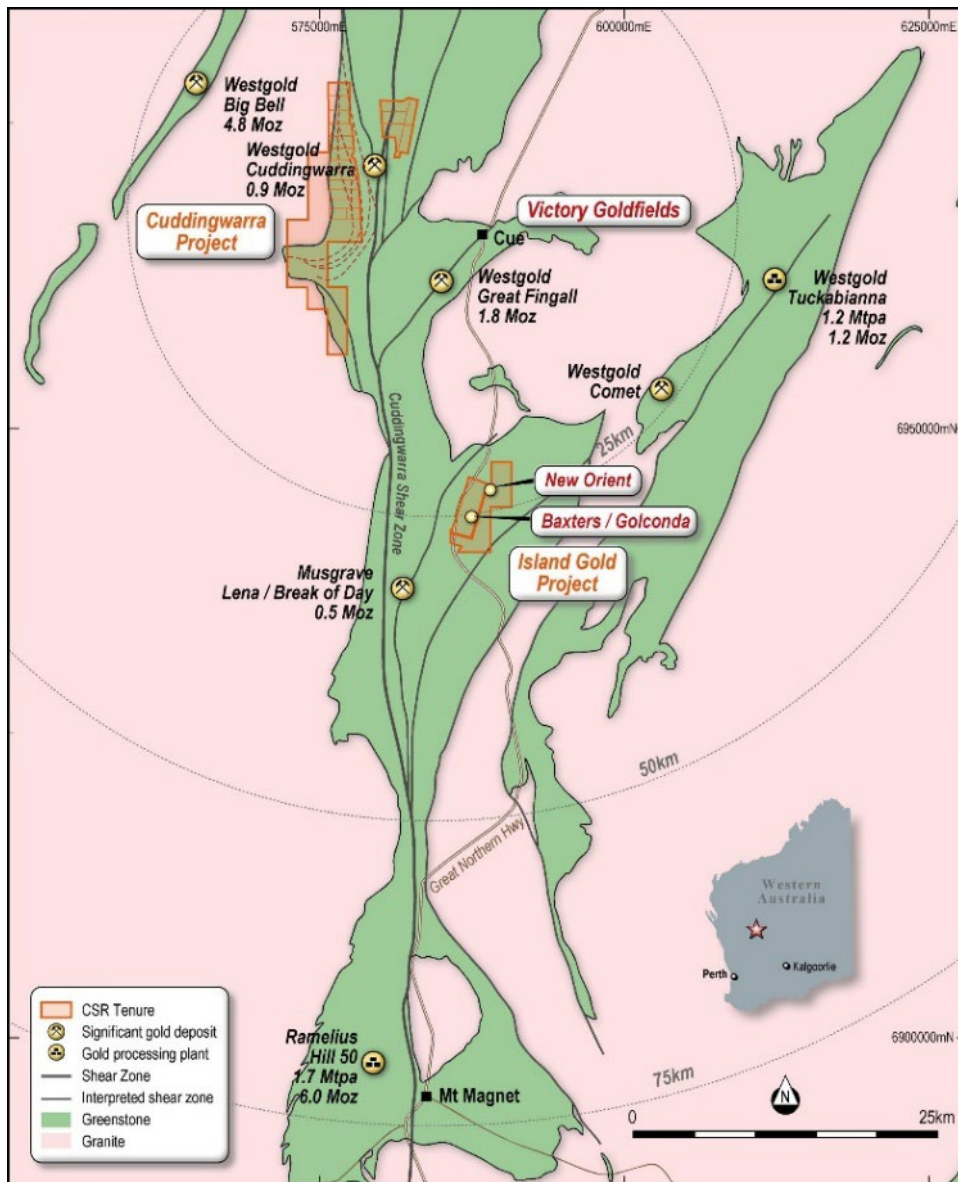 575000mE
600000mE
625000mE
Westgold
Big Bell
4.8 Moz
Westgold
Cuddingwarra
0.9 Moz
Cuddingwarra
Project
Victory Goldfields
Cue
Westgold
Great Fingall
1.8 Moz
Westgold
Tuckabianna
1.2 Mtpa
1.2 Moz
Westgold
Comet
Cuddingwarra Shear Zone
6950000mN
25km
New Orient
Baxters / Golconda
Island Gold
Project
Musgrave
Lena / Break of Day
0.5 Moz
50km
Great Northern Hwy
Western
Australia
Perth
Kalgoorlie
CSR Tenure
Significant gold deposit
Gold processing plant
Shear Zone
Interpreted shear zone
Greenstone
Granite
Ramelius
Hill 50
1.7 Mtpa
6.0 Moz
Mt Magnet
6900000mN
75km
N
0
25km